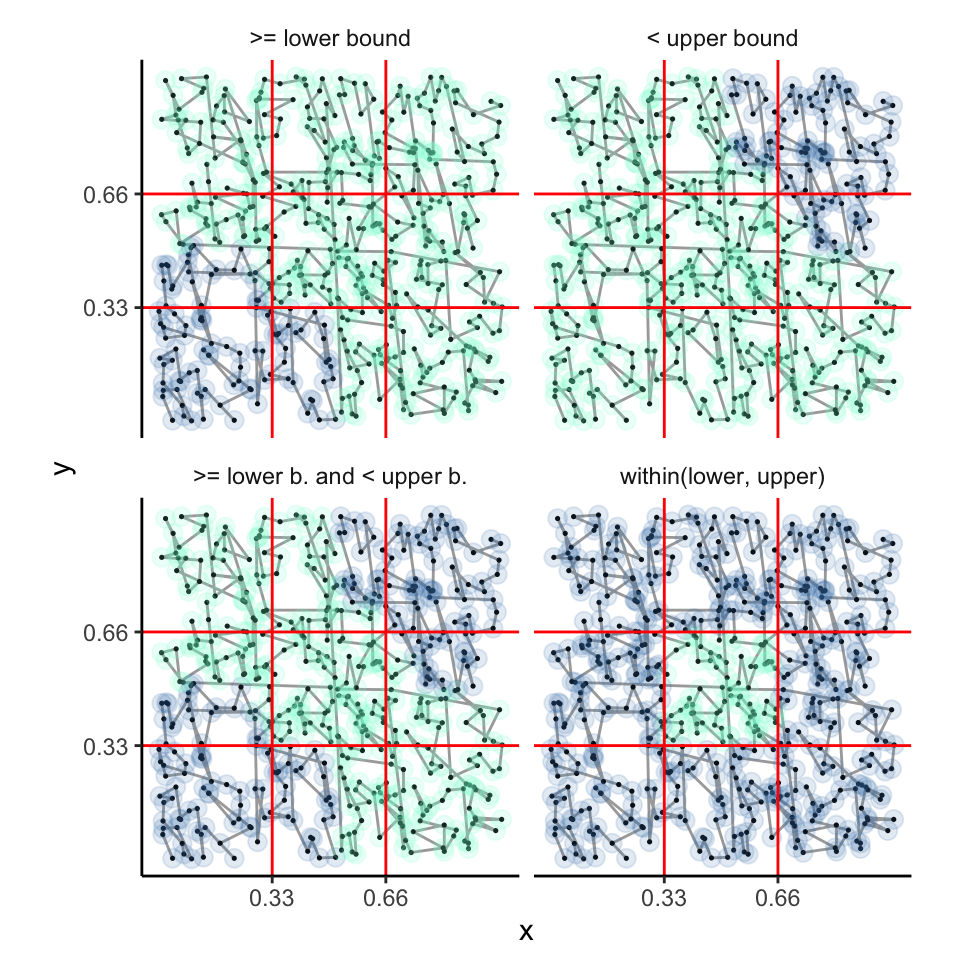 >= lower bound
< upper bound
0.66
0.33
y
>= lower b. and < upper b.
within(lower, upper)
0.66
0.33
0.33
0.66
0.33
0.66
x